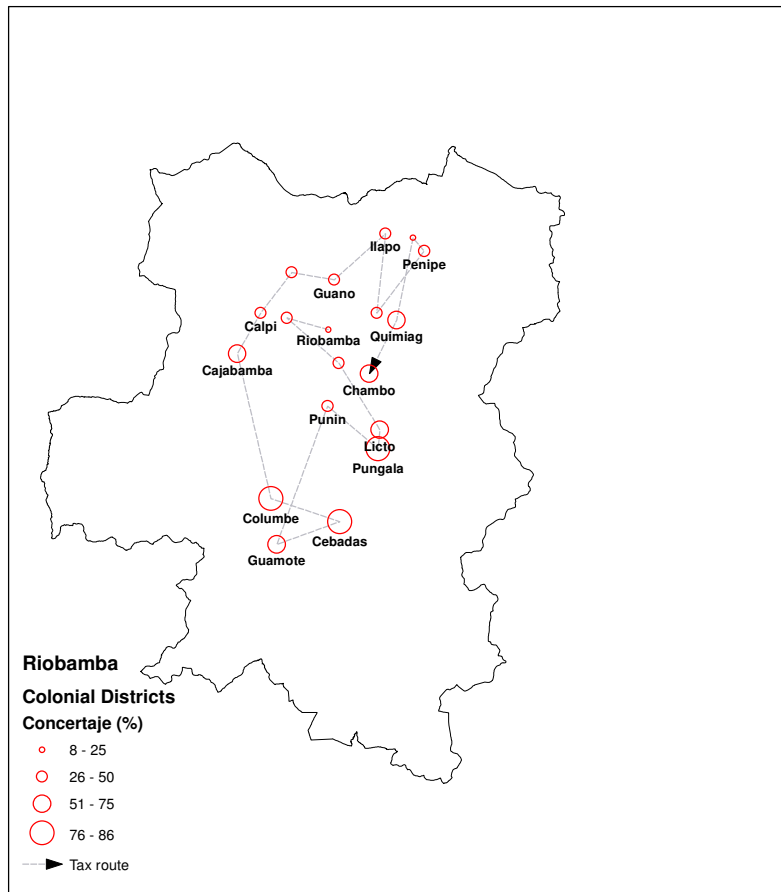 Ilapo
Penipe
Guano
Calpi
Riobamba
Quimiag
Cajabamba
Chambo
Punin
Licto
Pungala
Columbe
Cebadas
Guamote
Riobamba
Colonial Districts
Concertaje (%)
8 - 25
26 - 50
51 - 75
76 - 86
Tax route